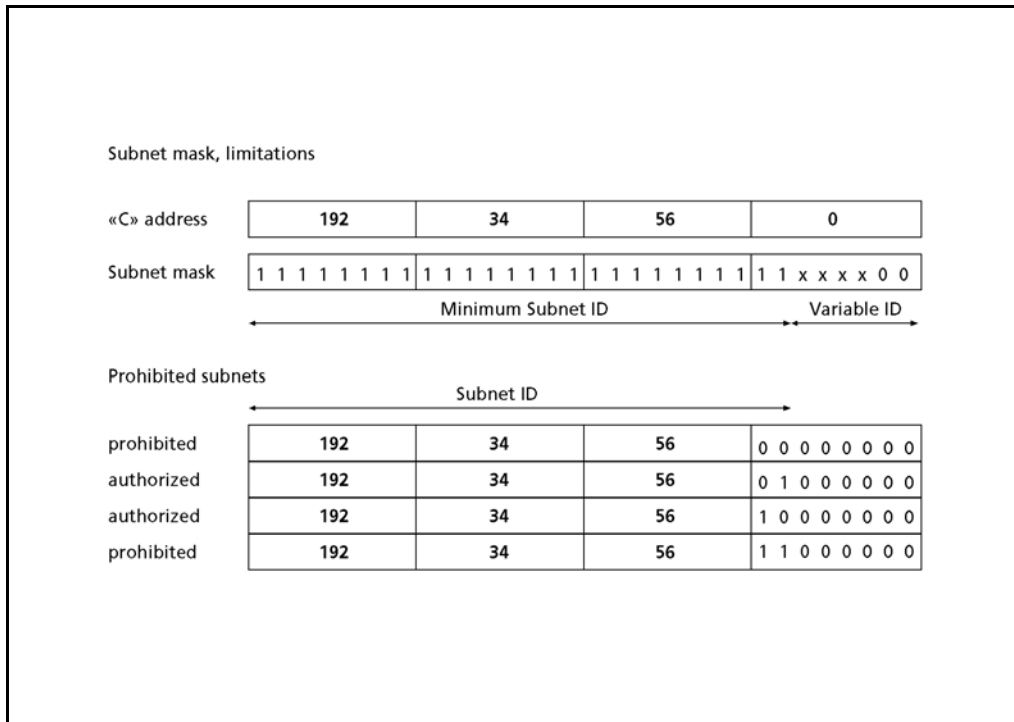 Subnet mask, limitations
«C» address 192 34 56 0
Subnet mask 1 1 1 1 1 1 1 1 1 1 1 1 1 1 1 1 1 1 1 1 1 1 1 1 1 1 x x x x 0 0
Minimum Subnet ID Variable ID
Prohibited subnets
Subnet ID
prohibited 192 34 56 0 0 0 0 0 0 0 0
authorized 192 34 56 0 1 0 0 0 0 0 0
authorized 192 34 56 1 0 0 0 0 0 0 0
prohibited 192 34 56 1 1 0 0 0 0 0 0